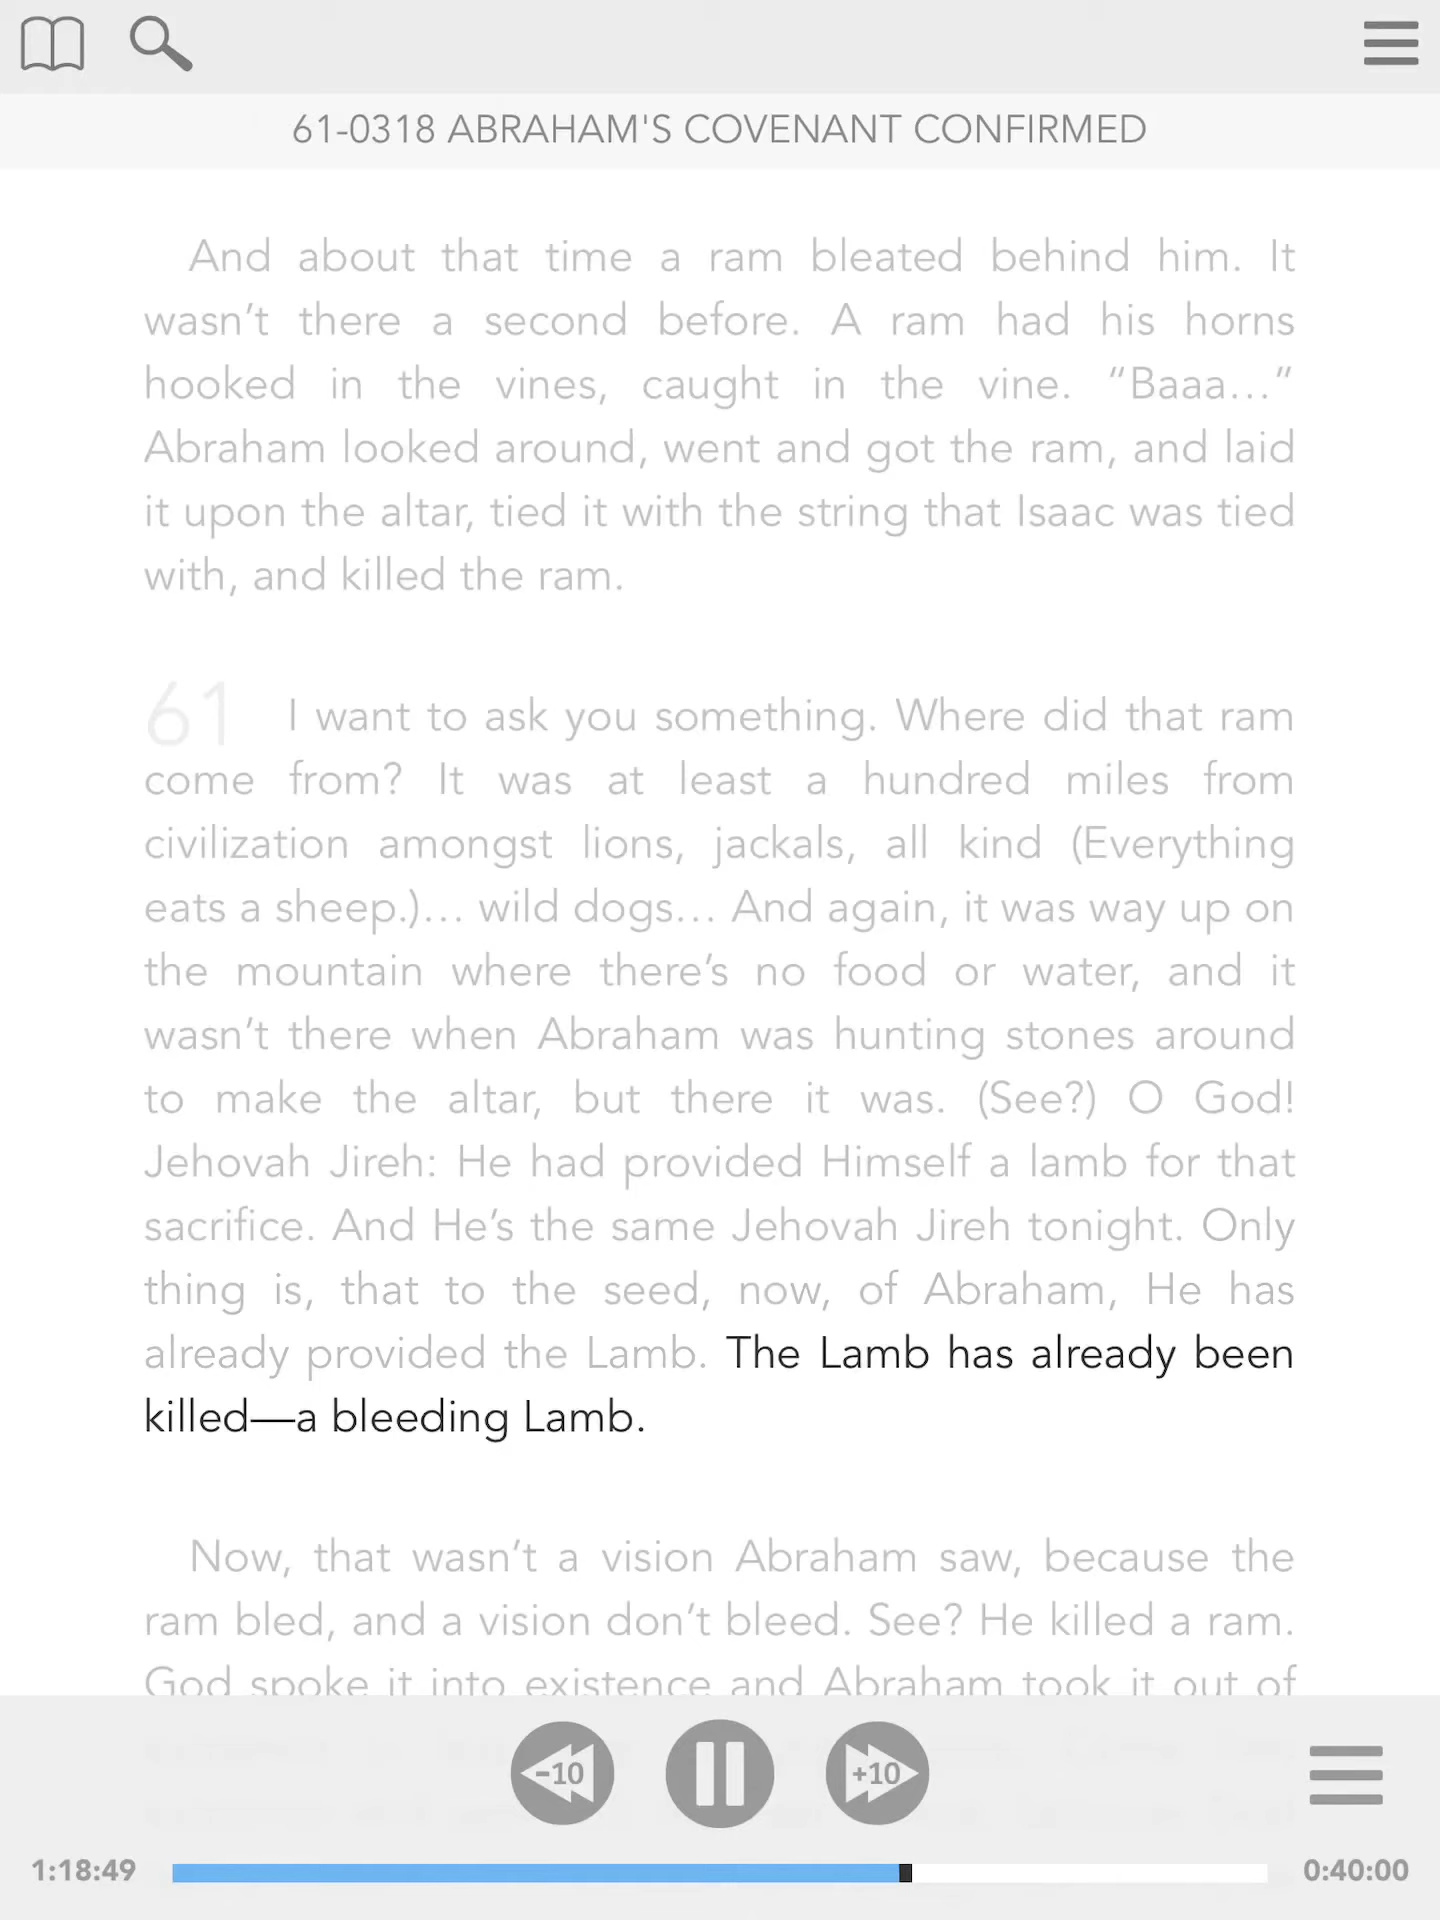 61-0318 ABRAHAM'S COVENANT CONFIRMED
And about that time a ram bleated behind him. It
wasn’t there a second before. A ram had his horns
hooked in the vines, caught in the vine. “Baaa…”
Abraham looked around, went and got the ram, and laid
it upon the altar, tied it with the string that Isaac was tied
with, and killed the ram.
61 I want to ask you something. Where did that ram
come from? It was at least a hundred miles from
civilization amongst lions, jackals, all kind (Everything
eats a sheep.)… wild dogs… And again, it was way up on
the mountain where there’s no food or water, and it
wasn’t there when Abraham was hunting stones around
to make the altar, but there it was. (See?) O God!
Jehovah Jireh: He had provided Himself a lamb for that
sacrifice. And He’s the same Jehovah Jireh tonight. Only
thing is, that to the seed, now, of Abraham, He has
already provided the Lamb. The Lamb has already been
killed—a bleeding Lamb.
Now, that wasn’t a vision Abraham saw, because the
ram bled, and a vision don’t bleed. See? He killed a ram.
God spoke it into existence and Abraham took it out of
-10 +10
1:18:49 0:40:00